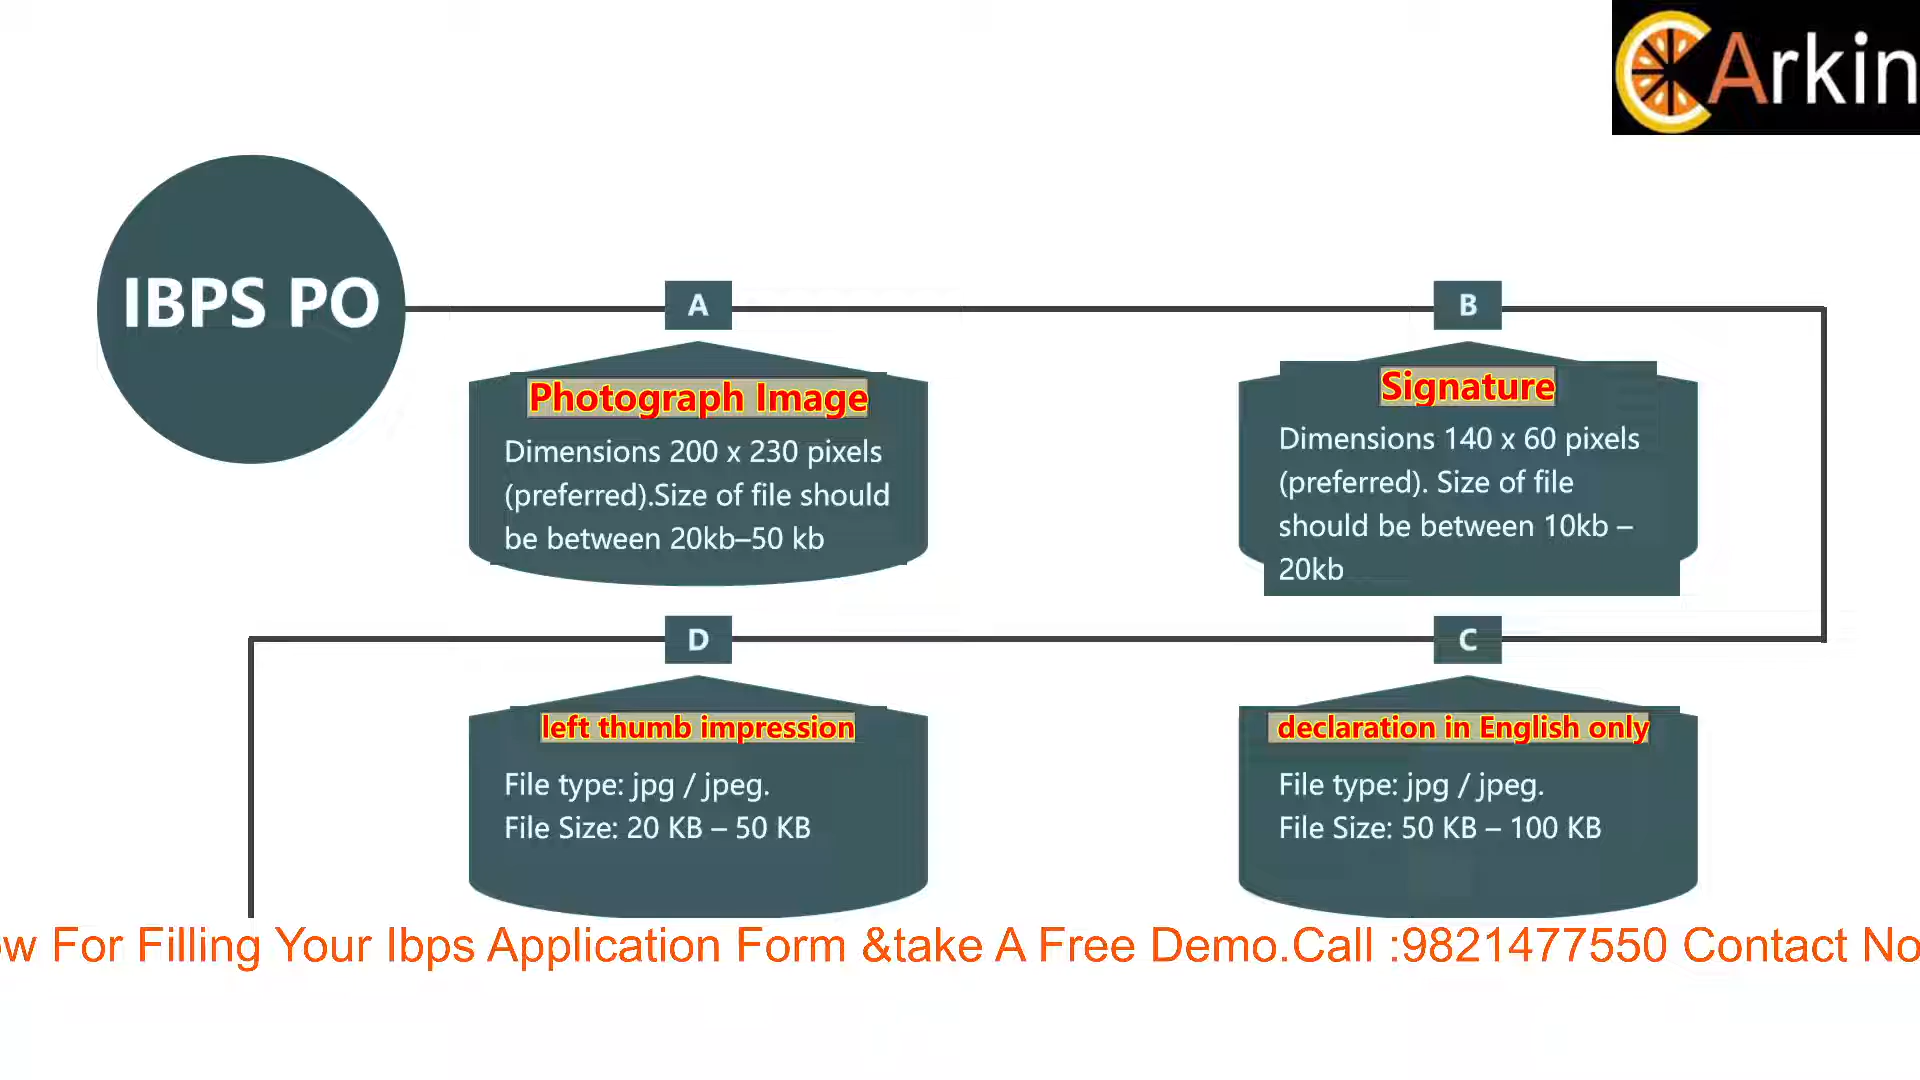 Arkin
IBPS PO
A
B
Photograph Image
Dimensions 200 x 230 pixels
(preferred).Size of file should
be between 20kb–50 kb
Signature
Dimensions 140 x 60 pixels
(preferred). Size of file
should be between 10kb –
20kb
D
C
left thumb impression
File type: jpg / jpeg.
File Size: 20 KB – 50 KB
declaration in English only
File type: jpg / jpeg.
File Size: 50 KB – 100 KB
ow For Filling Your Ibps Application Form &take A Free Demo.Call :9821477550 Contact No